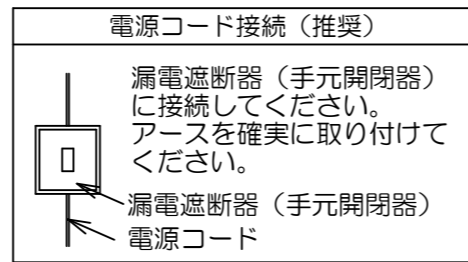 電源コード接続（推奨）
漏電遮断器（手元開閉器）
に接続してください。
アースを確実に取り付けて
ください。
漏電遮断器（手元開閉器）
電源コード